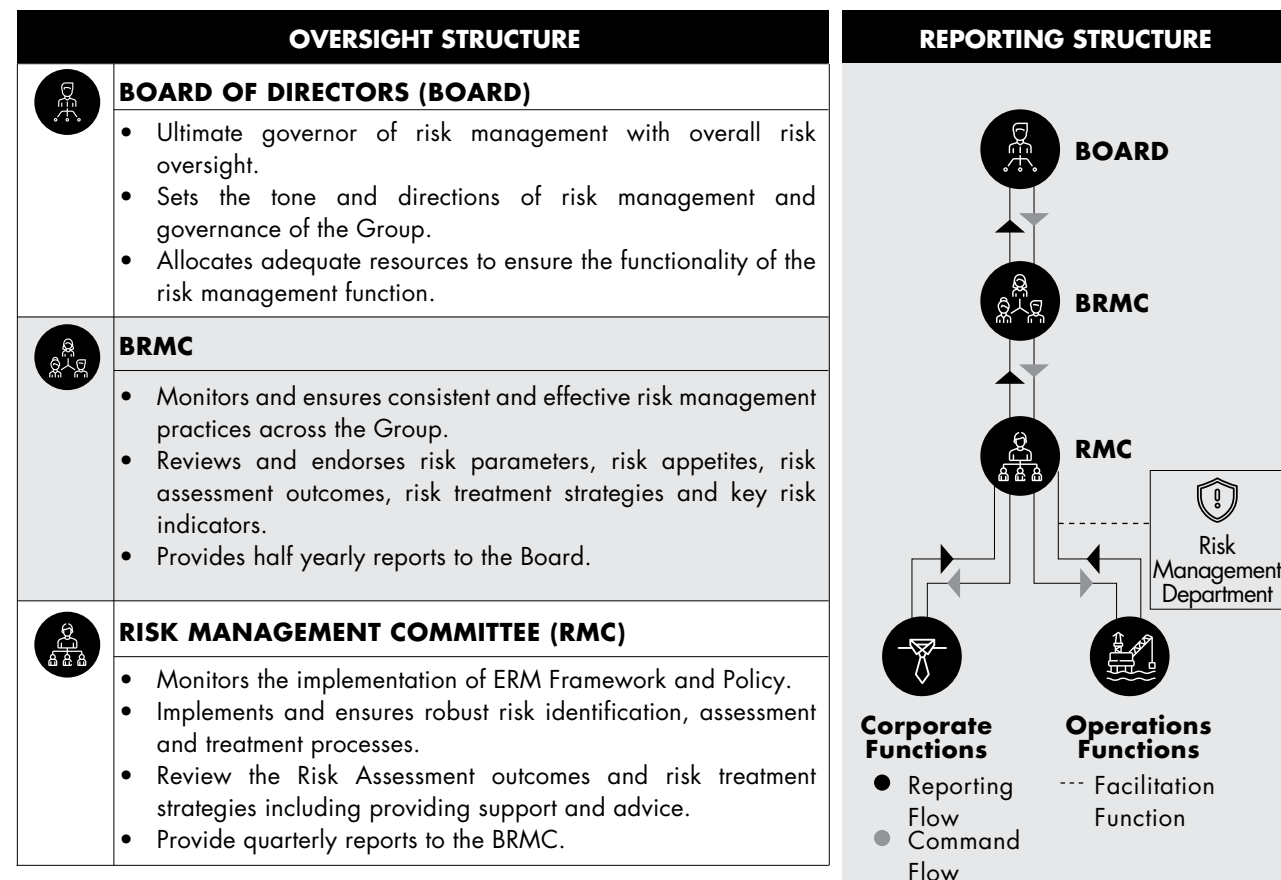 OVERSIGHT STRUCTURE
BOARD OF DIRECTORS (BOARD)
• Ultimate governor of risk management with overall risk
oversight.
• Sets the tone and directions of risk management and
governance of the Group.
• Allocates adequate resources to ensure the functionality of the
risk management function.
BRMC
• Monitors and ensures consistent and effective risk management
practices across the Group.
• Reviews and endorses risk parameters, risk appetites, risk
assessment outcomes, risk treatment strategies and key risk
indicators.
• Provides half yearly reports to the Board.
RISK MANAGEMENT COMMITTEE (RMC)
• Monitors the implementation of ERM Framework and Policy.
• Implements and ensures robust risk identification, assessment
and treatment processes.
• Review the Risk Assessment outcomes and risk treatment
strategies including providing support and advice.
• Provide quarterly reports to the BRMC.
REPORTING STRUCTURE
BOARD
BRMC
RMC
Risk
Management
Department
Corporate
Functions
Operations
Functions
Reporting
Flow
Command
Flow
Facilitation
Function